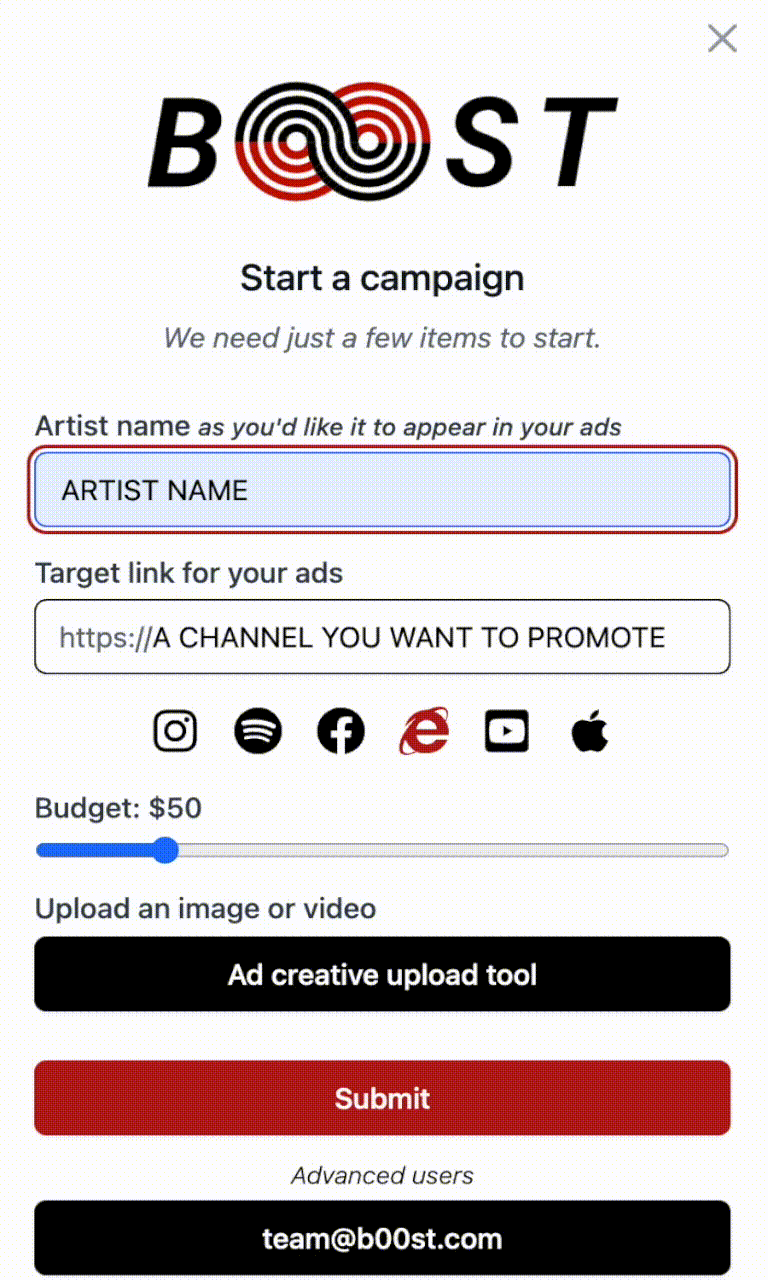 BOOST
Start a campaign
We need just a few items to start.
Artist name as you'd like it to appear in your ads
ARTIST NAME
Target link for your ads
https://A CHANNEL YOU WANT TO PROMOTE
Budget: $50
Upload an image or video
Ad creative upload tool
Submit
Advanced users
team@b00st.com